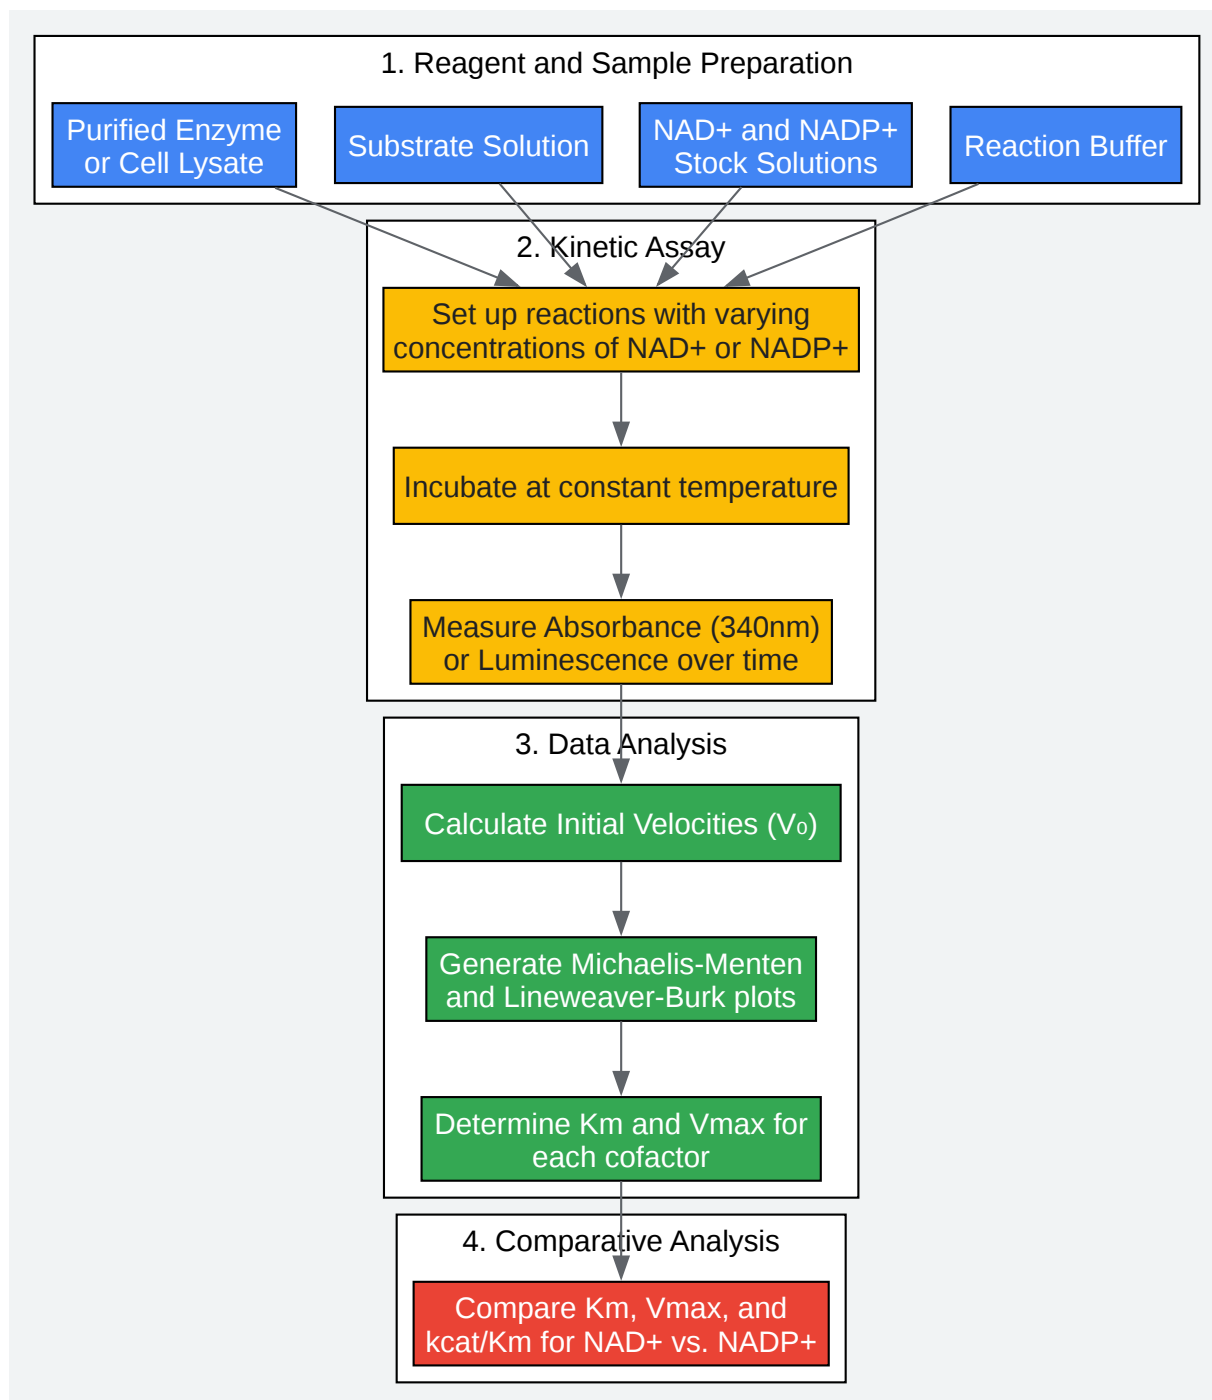 1. Reagent and Sample Preparation
Purified Enzyme
or Cell Lysate
Substrate Solution
NAD+ and NADP+
Stock Solutions
Reaction Buffer
2. Kinetic Assay
Set up reactions with varying
concentrations of NAD+ or NADP+
Incubate at constant temperature
Measure Absorbance (340nm)
or Luminescence over time
3. Data Analysis
Calculate Initial Velocities (V₀)
Generate Michaelis-Menten
and Lineweaver-Burk plots
Determine Km and Vmax for
each cofactor
4. Comparative Analysis
Compare Km, Vmax, and
kcat/Km for NAD+ vs. NADP+